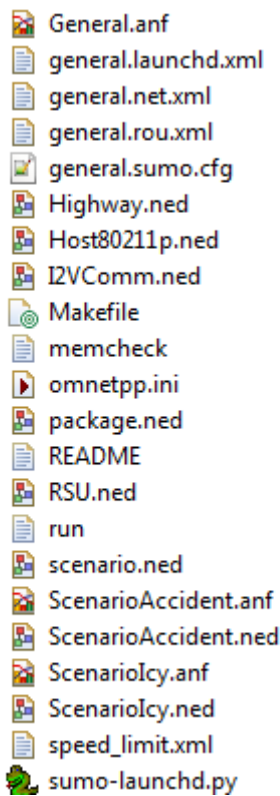 General.anf
general.launchd.xml
general.net.xml
general.rou.xml
general.sumo.cfg
Highway.ned
Host80211p.ned
I2VComm.ned
Makefile
memcheck
omnetpp.ini
package.ned
README
RSU.ned
run
scenario.ned
ScenarioAccident.anf
ScenarioAccident.ned
ScenarioIcy.anf
ScenarioIcy.ned
speed_limit.xml
sumo-launchd.py